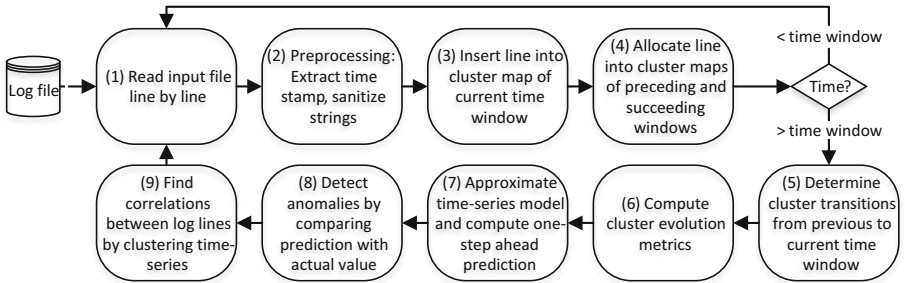 Log file
(1) Read input file
line by line
(2) Preprocessing:
Extract time
stamp, sanitize
strings
(3) Insert line into
cluster map of
current time
window
(4) Allocate line
into cluster maps
of preceding and
succeeding
windows
< time window
Time?
> time window
(5) Determine
cluster transitions
from previous to
current time
window
(6) Compute
cluster evolution
metrics
(7) Approximate
time-series model
and compute one-
step ahead
prediction
(8) Detect
anomalies by
comparing
prediction with
actual value
(9) Find
correlations
between log lines
by clustering time-
series